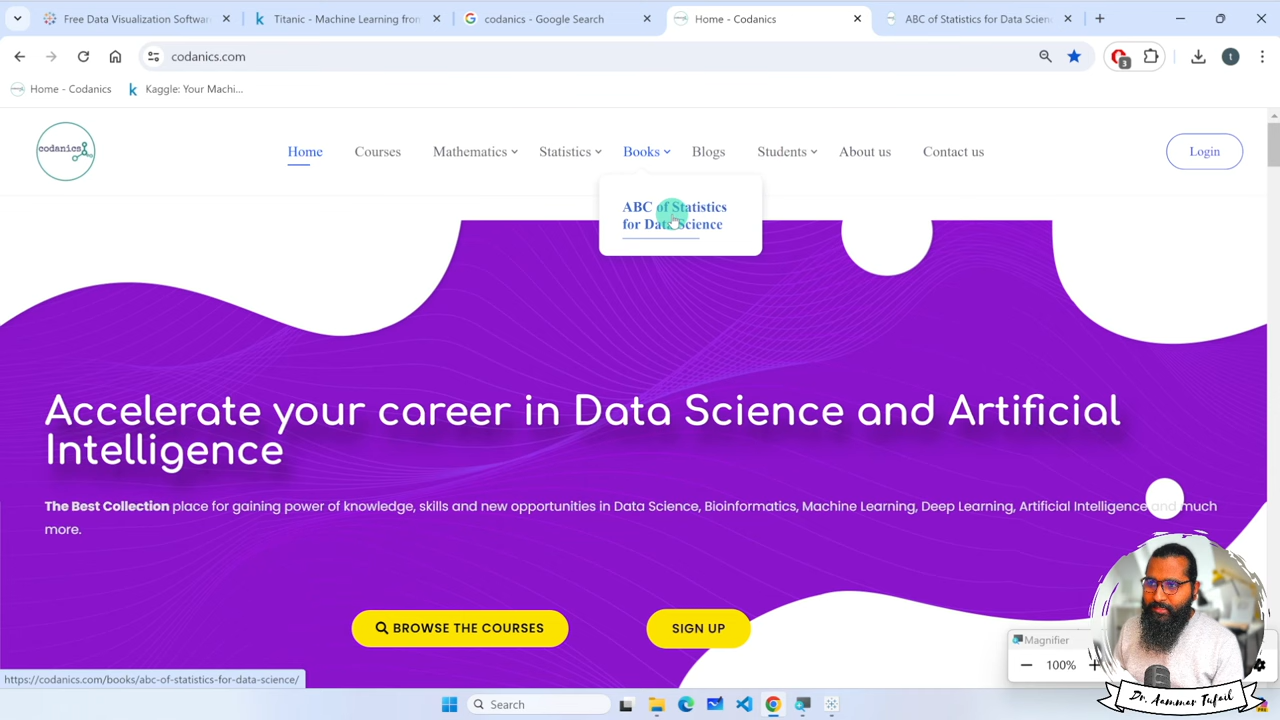 Free Data Visualization Softwar
Titanic - Machine Learning from
codanics - Google Search
Home - Codanics
ABC of Statistics for Data Scien
codanics.com
3
t
Home - Codanics
Kaggle: Your Machi...
codanics
Home
Courses
Mathematics
Statistics
Books
Blogs
Students
About us
Contact us
Login
ABC of Statistics
for Data Science
Accelerate your career in Data Science and Artificial
Intelligence
The Best Collection place for gaining power of knowledge, skills and new opportunities in Data Science, Bioinformatics, Machine Learning, Deep Learning, Artificial Intelligence and much
more.
BROWSE THE COURSES
SIGN UP
Magnifier
100%
Dr. Aammar Tufail
https://codanics.com/books/abc-of-statistics-for-data-science/
Search